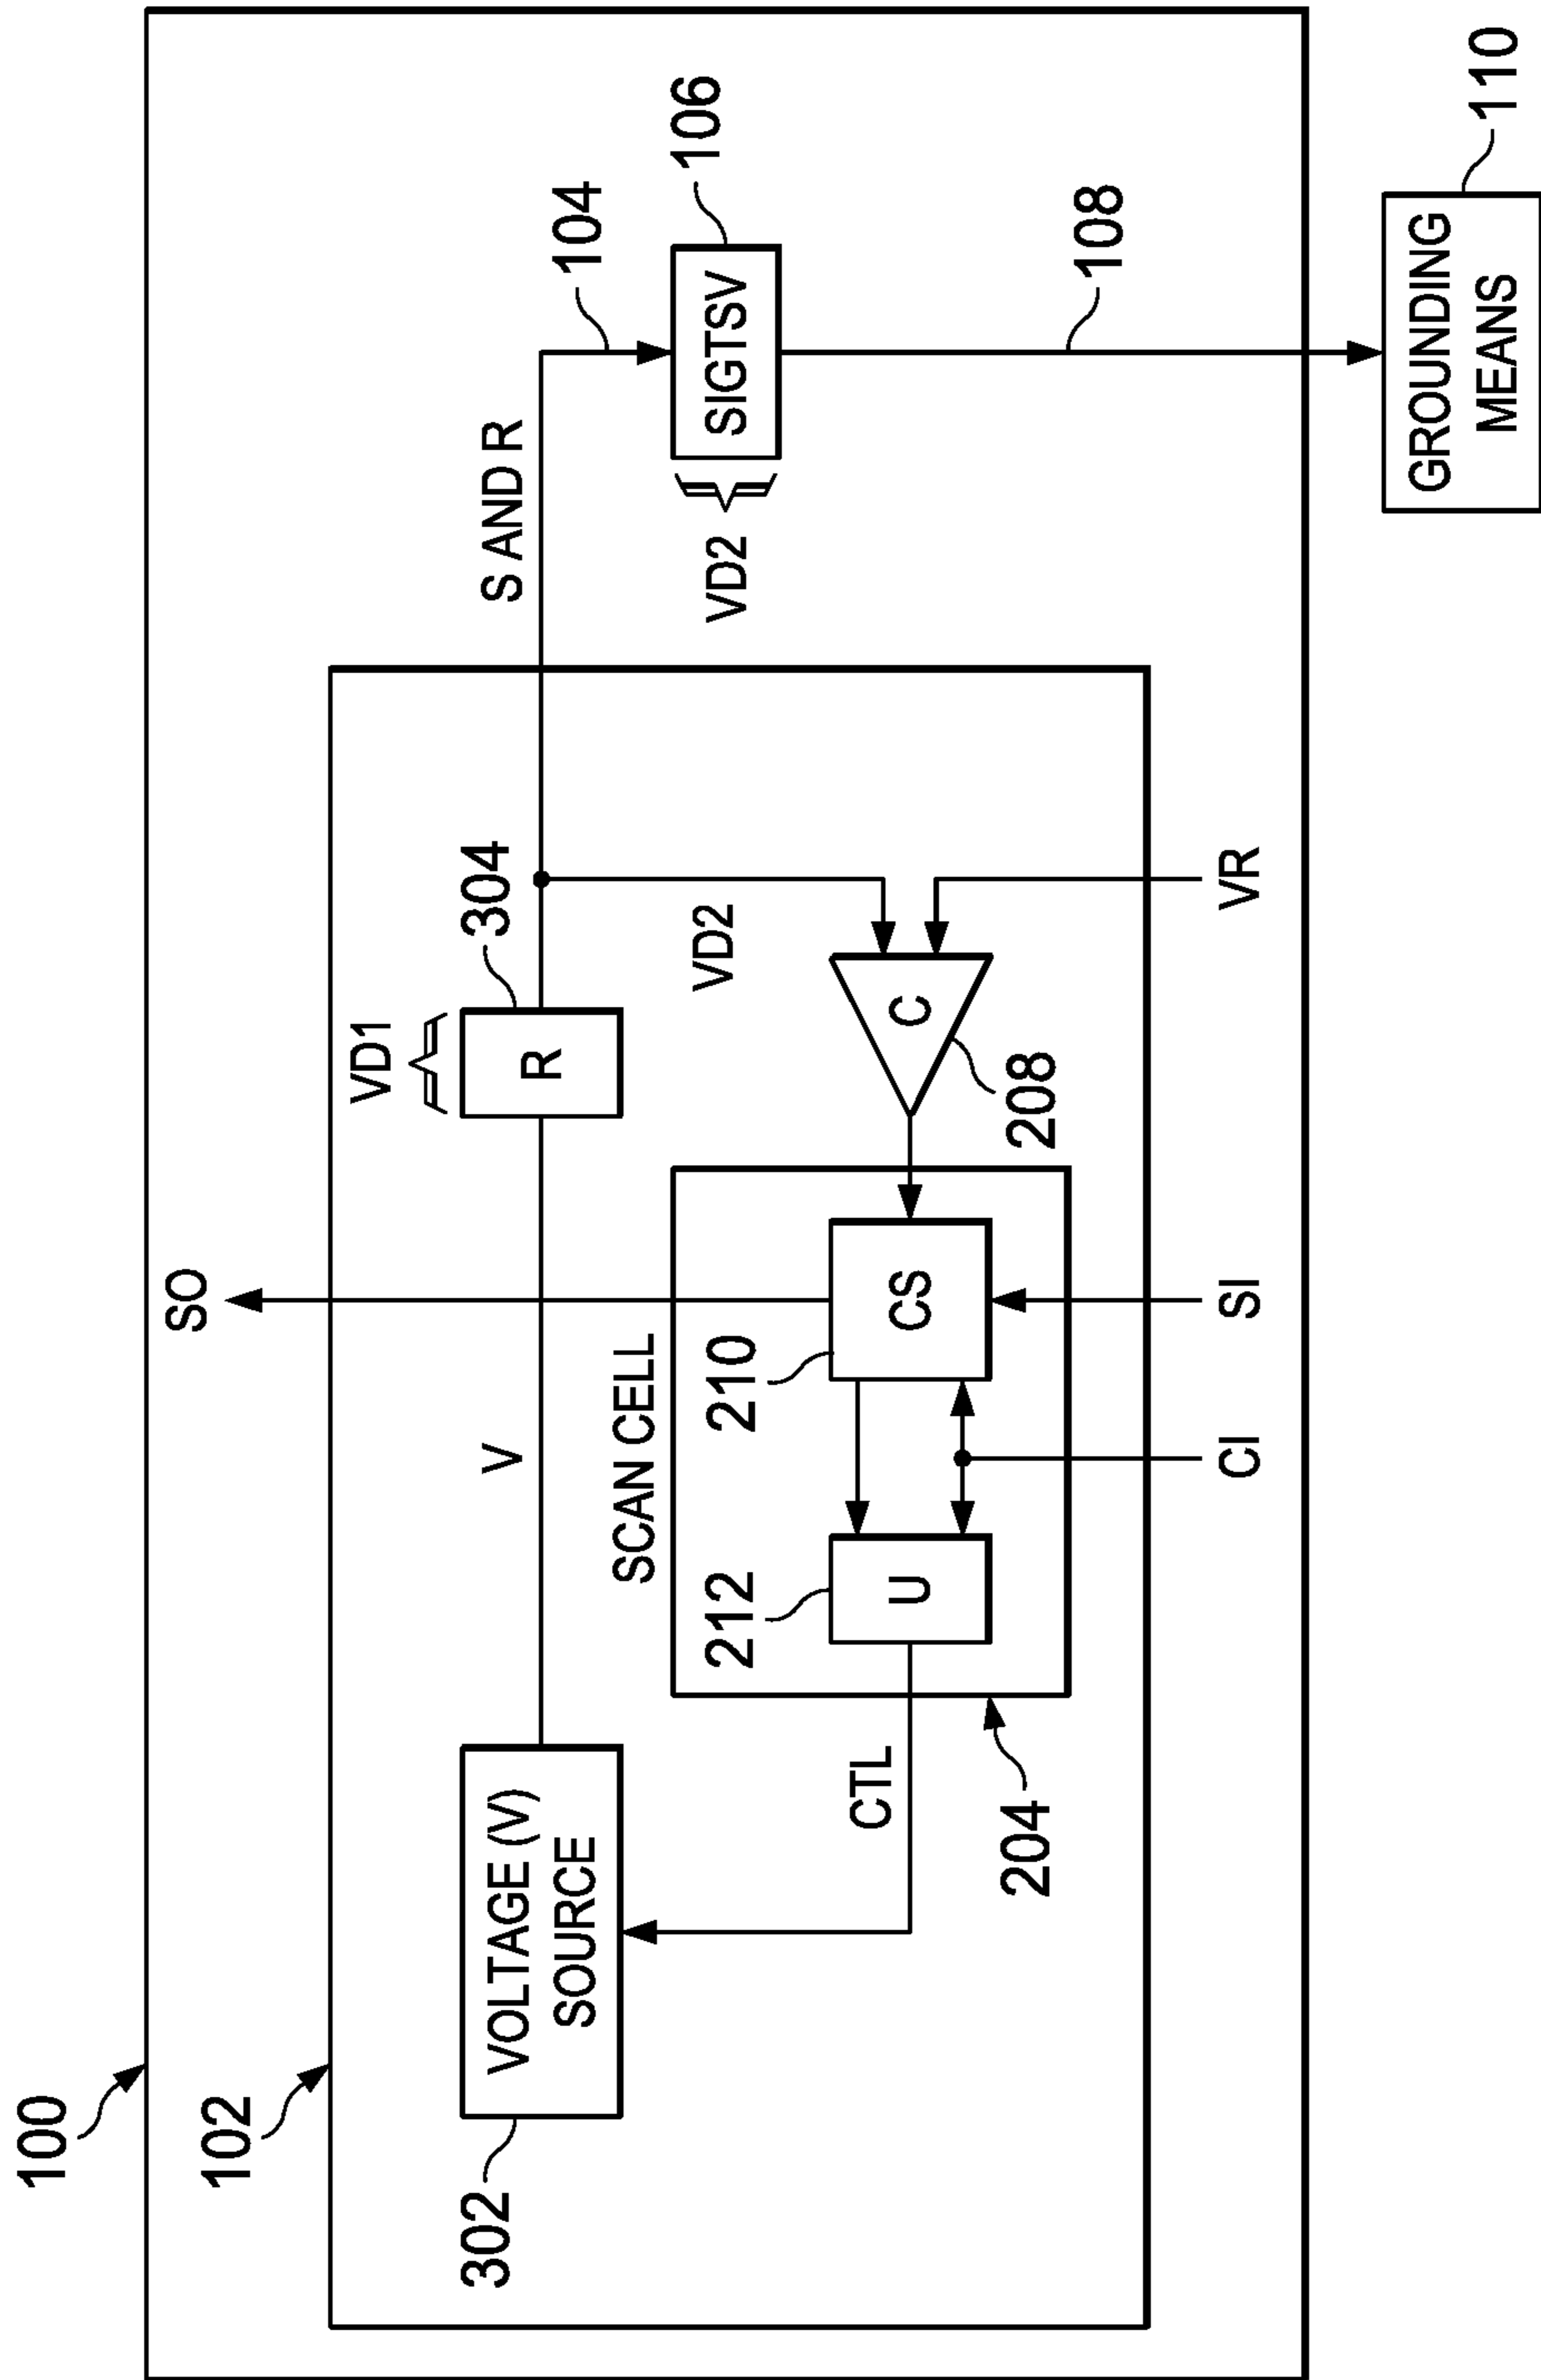 100
102
SO
VD1
302
VOLTAGE (V)
SOURCE
V
R
304
S AND R
104
106
SIGTSV
VD2
VD2
SCAN CELL
212
210
U
CS
C
208
CTL
204
CI
SI
VR
108
GROUNDING
MEANS
110